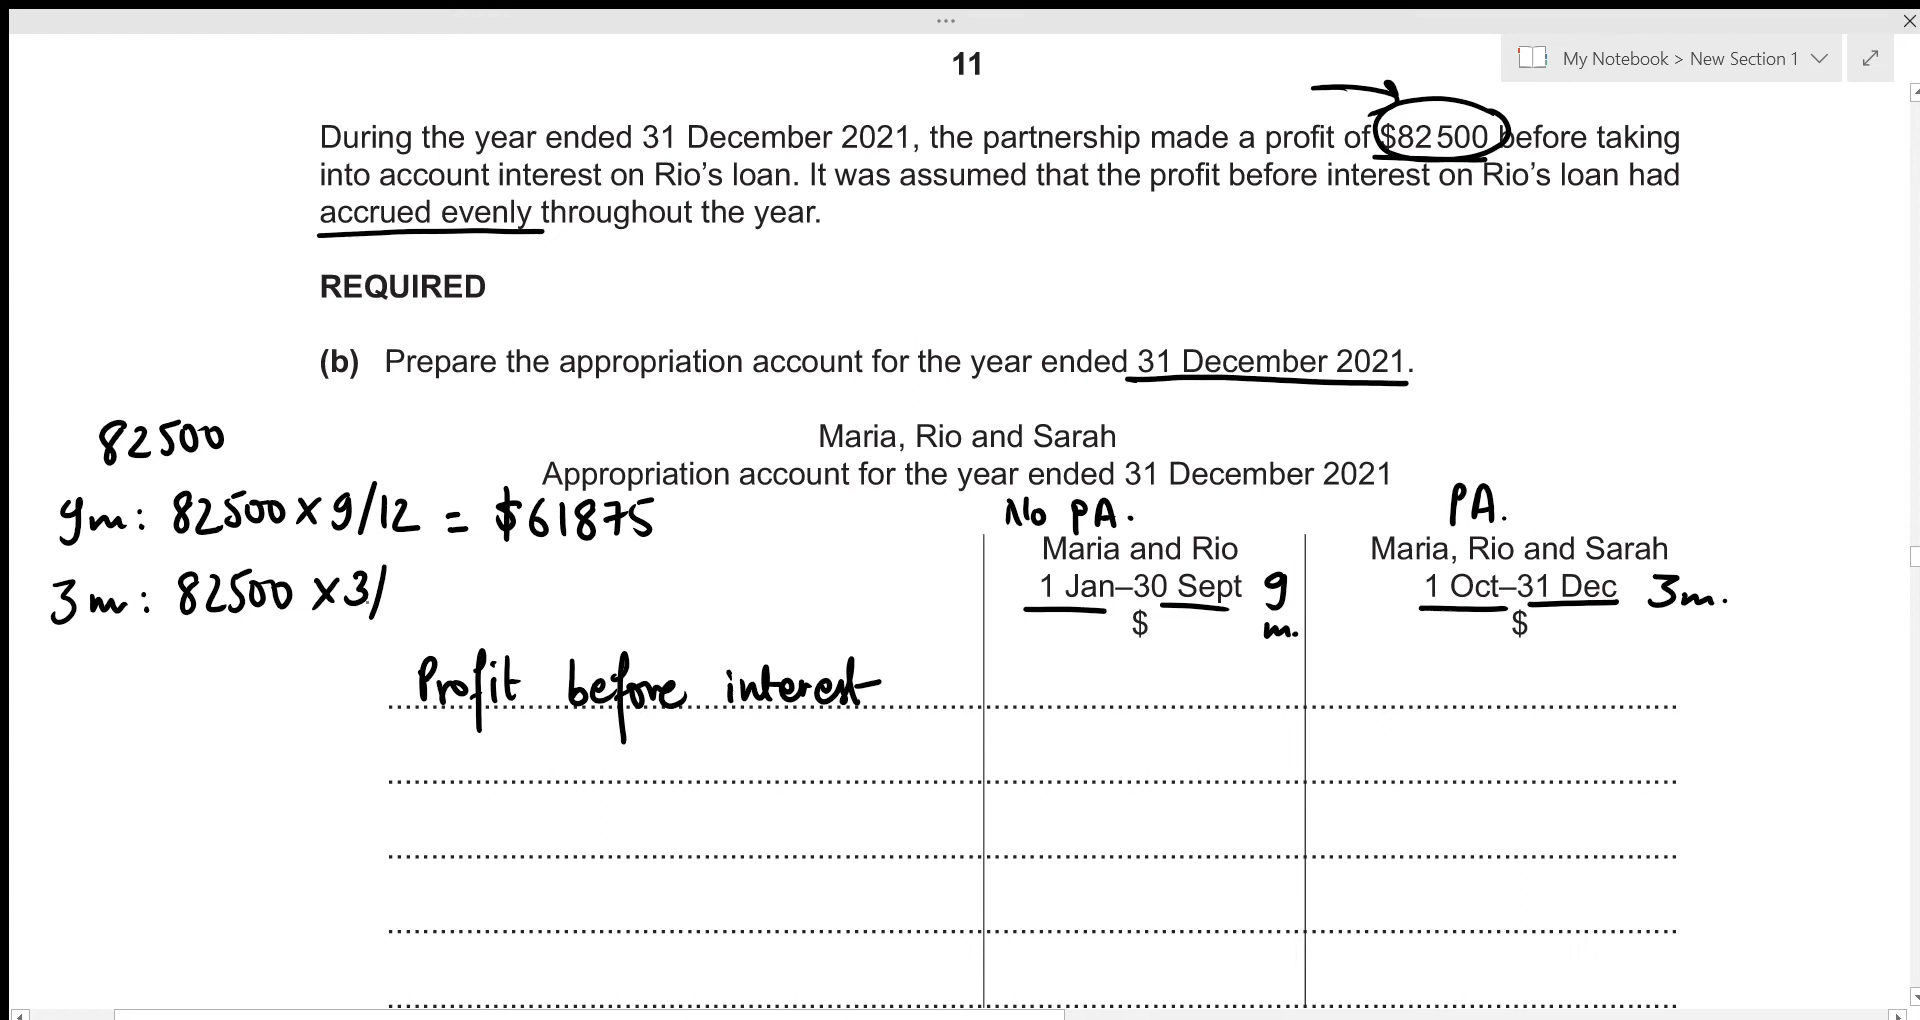 11
My Notebook > New Section 1
During the year ended 31 December 2021, the partnership made a profit of $82 500 before taking
into account interest on Rio’s loan. It was assumed that the profit before interest on Rio’s loan had
accrued evenly throughout the year.
REQUIRED
(b) Prepare the appropriation account for the year ended 31 December 2021.
82500
Maria, Rio and Sarah
Appropriation account for the year ended 31 December 2021
9m: 82500 x 9/12 = $61875
No PA.
PA.
Maria and Rio
Maria, Rio and Sarah
3m: 82500 x 3/
1 Jan–30 Sept 9
m.
1 Oct–31 Dec 3m.
$
$
Profit before interest